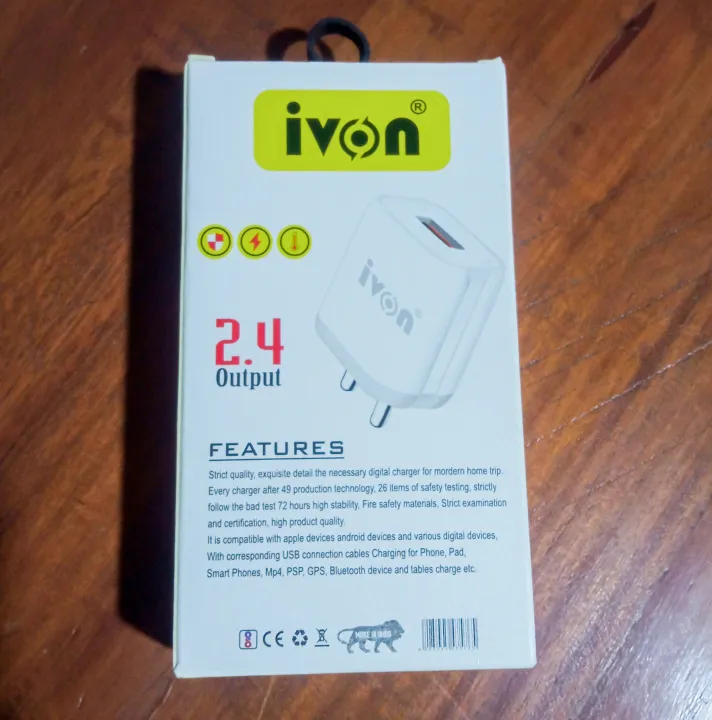 ivon®
ivon
2.4
Output
FEATURES
Strict quality, exquisite detail the necessary digital charger for mordern home trip.
Every charger after 49 production technology, 26 items of safety testing, strictly
follow the bad test 72 hours high stability, Fire safety materials, Strict examination
and certification, high product quality.
It is compatible with apple devices android devices and various digital devices,
With corresponding USB connection cables Charging for Phone, Pad,
Smart Phones, Mp4, PSP, GPS, Bluetooth device and tables charge etc.
CE
MAKE IN INDIA